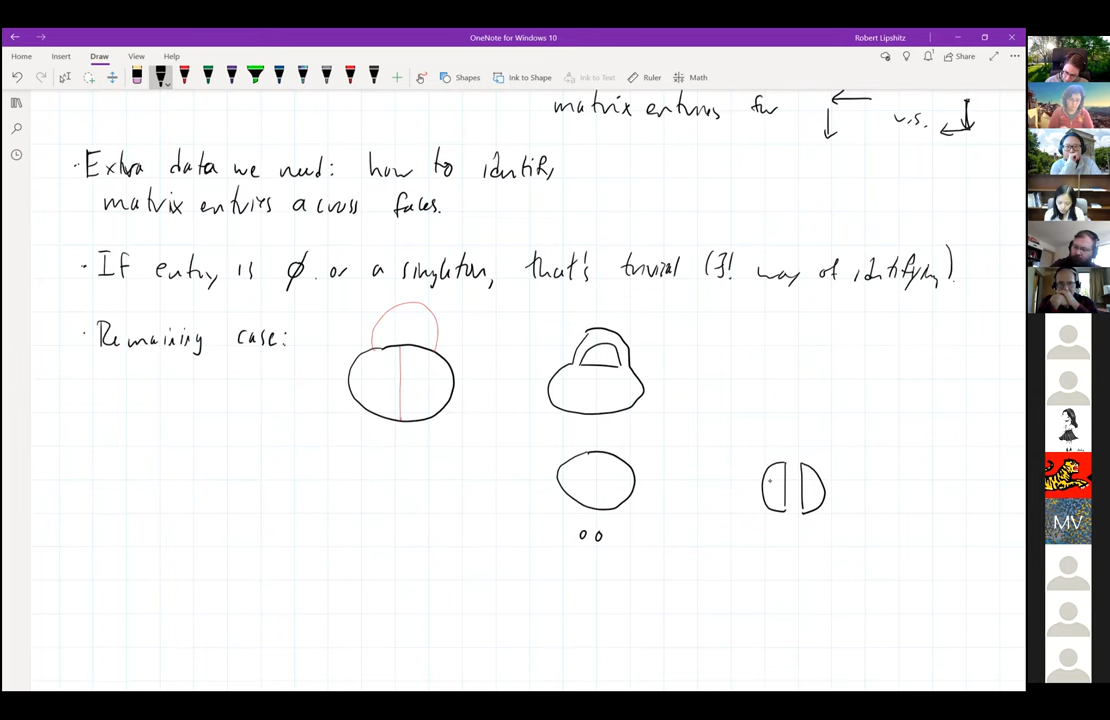 OneNote for Windows 10
Robert Lipshitz
Home Insert Draw View Help
Share
Shapes Ink to Shape Ink to Text Ruler Math
matrix entries for v.s.
· Extra data we need: how to identify
matrix entries across faces.
· If entry is ∅ or a singleton, that's trivial (∃! way of identifying).
· Remaining case:
MV